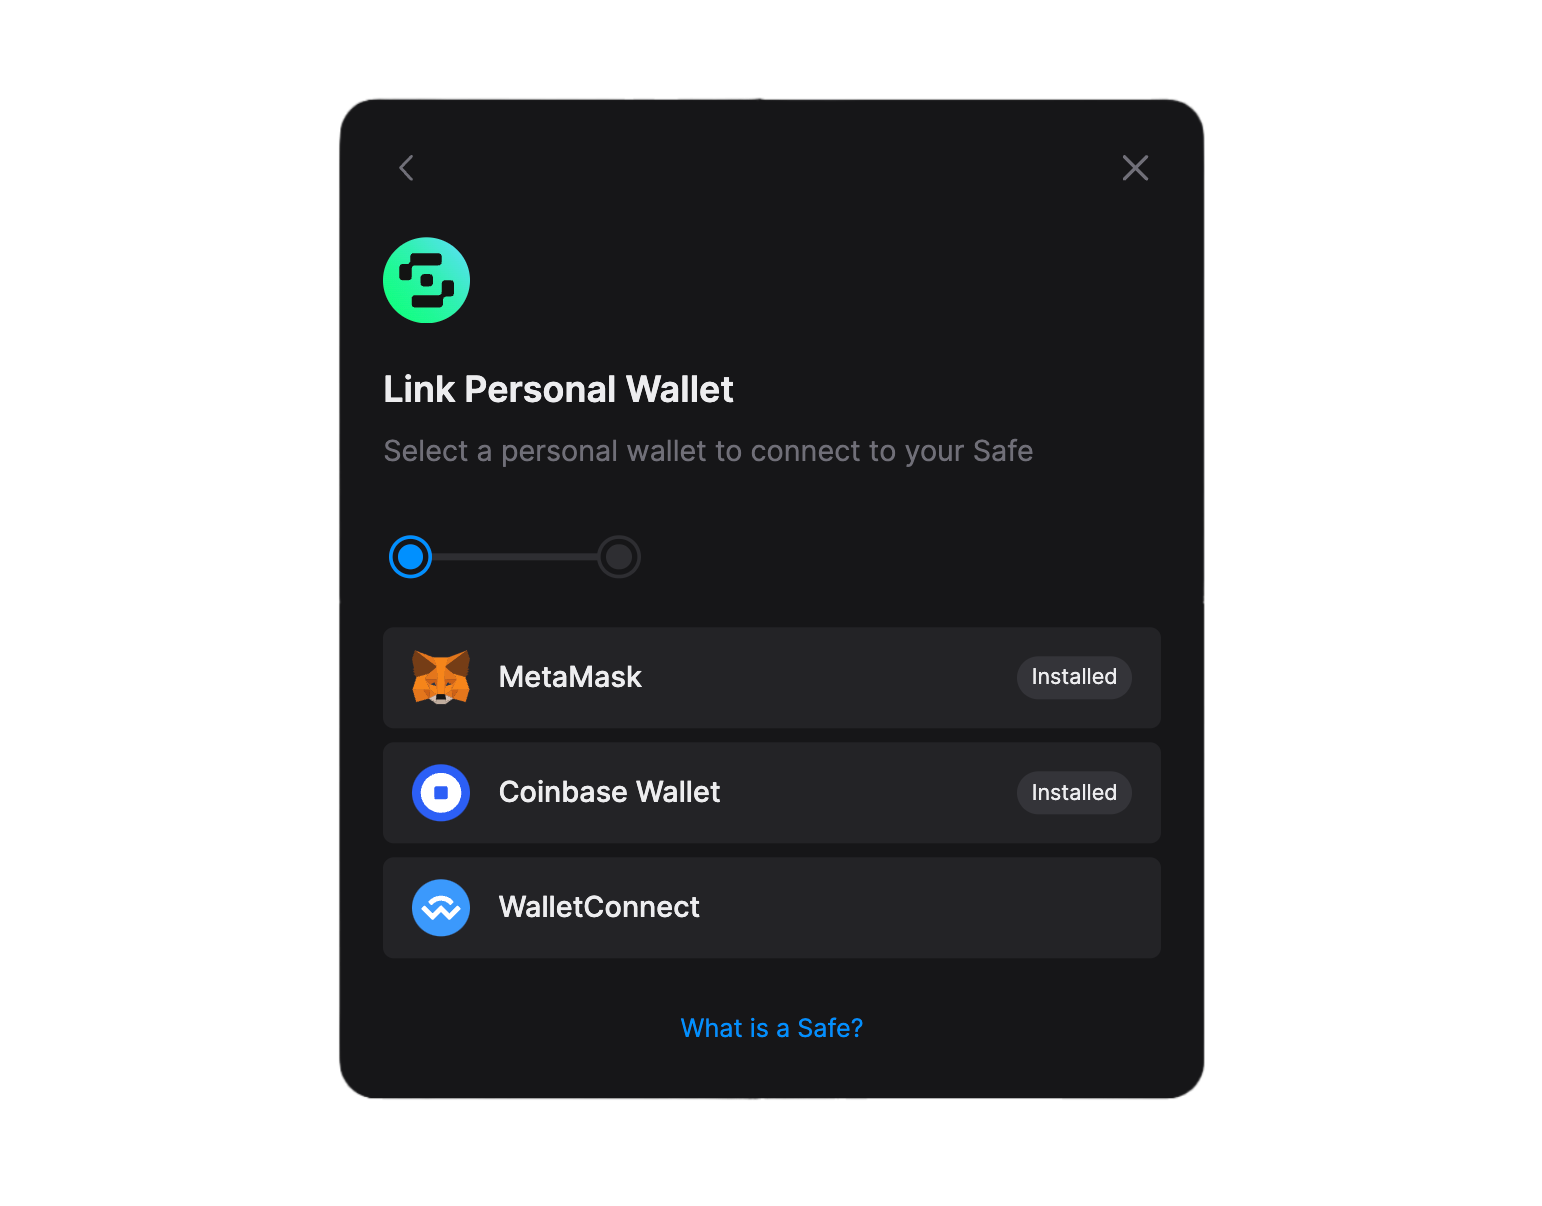 Link Personal Wallet
Select a personal wallet to connect to your Safe
MetaMask
Installed
Coinbase Wallet
Installed
WalletConnect
What is a Safe?